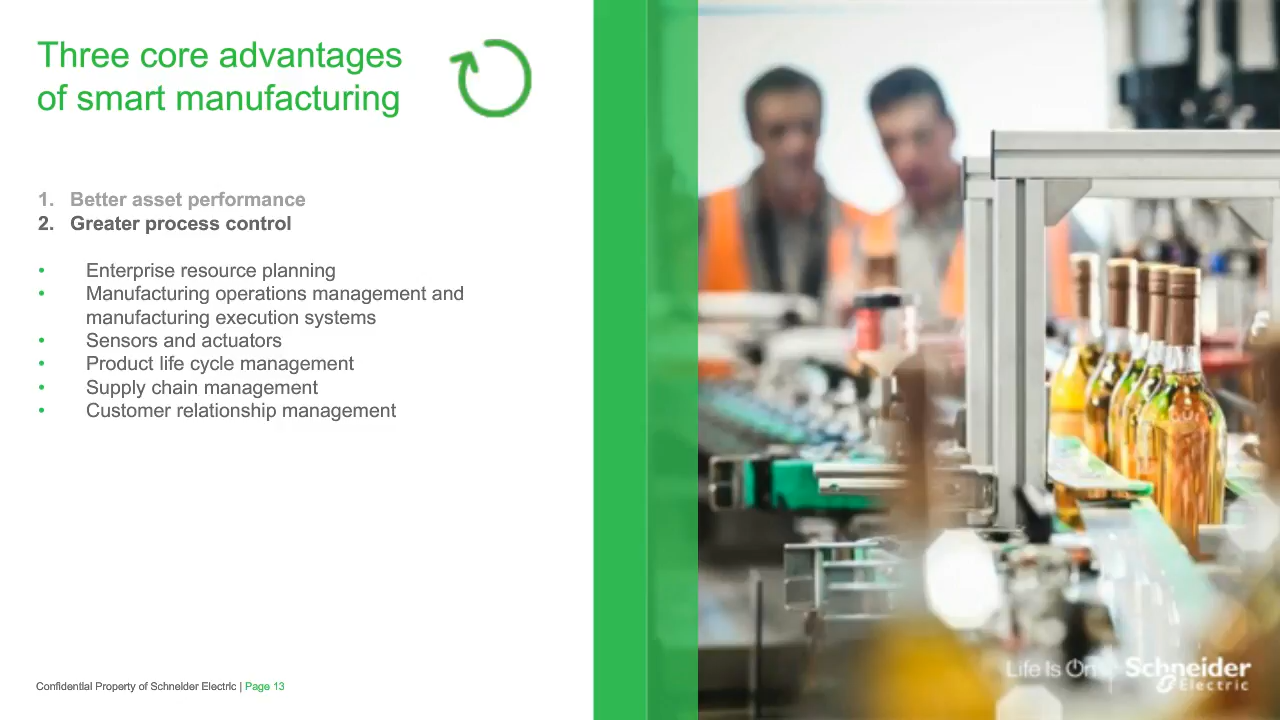 Three core advantages
of smart manufacturing
1. Better asset performance
2. Greater process control
• Enterprise resource planning
• Manufacturing operations management and
manufacturing execution systems
• Sensors and actuators
• Product life cycle management
• Supply chain management
• Customer relationship management
Confidential Property of Schneider Electric | Page 13
Life Is On | Schneider
Electric